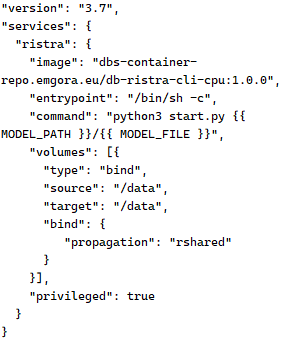 "version": "3.7",
"services": {
  "ristra": {
    "image": "dbs-container-
repo.emgora.eu/db-ristra-cli-cpu:1.0.0",
    "entrypoint": "/bin/sh -c",
    "command": "python3 start.py {{
MODEL_PATH }}/{{ MODEL_FILE }}",
    "volumes": [{
      "type": "bind",
      "source": "/data",
      "target": "/data",
      "bind": {
         "propagation": "rshared"
      }
    }],
    "privileged": true
  }
}